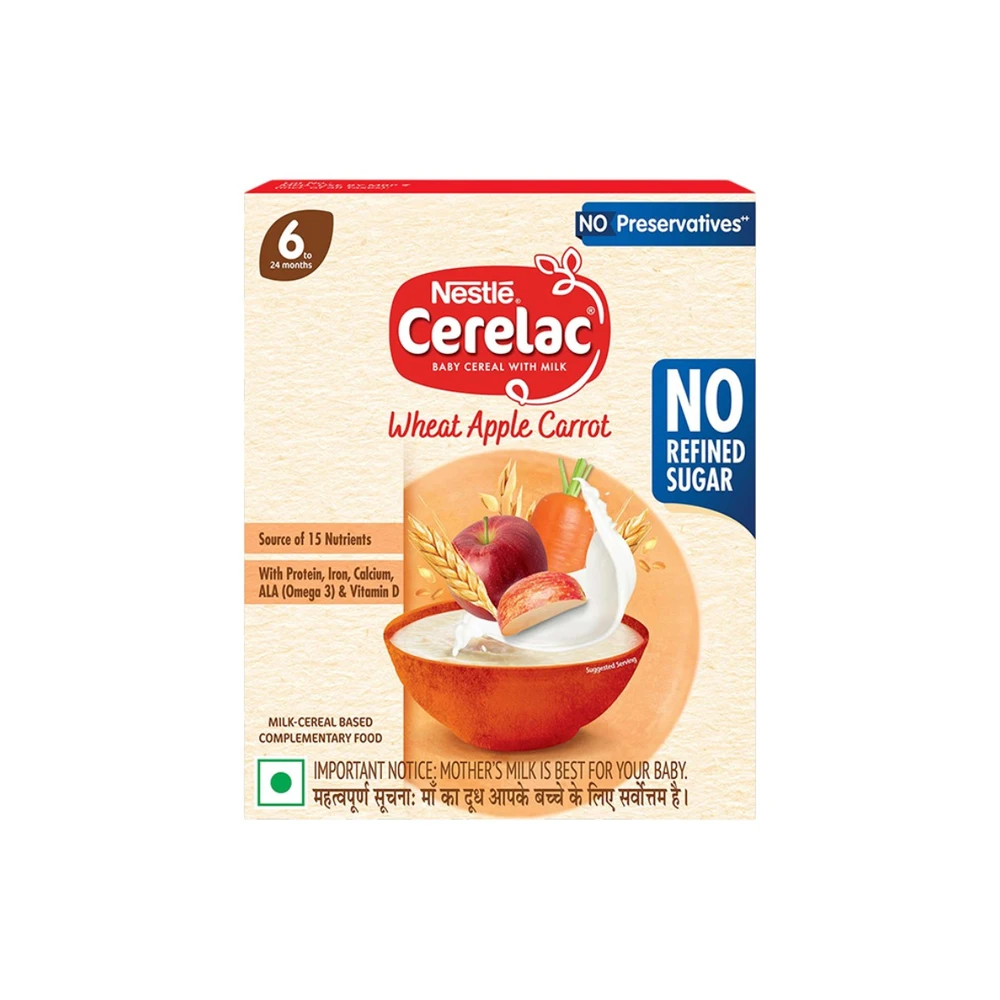 6 to
24 months
NO Preservatives++
Nestlé®
Cerelac®
BABY CEREAL WITH MILK
Wheat Apple Carrot
NO
REFINED
SUGAR
Source of 15 Nutrients
With Protein, Iron, Calcium,
ALA (Omega 3) & Vitamin D
Suggested Serving
MILK-CEREAL BASED
COMPLEMENTARY FOOD
IMPORTANT NOTICE: MOTHER'S MILK IS BEST FOR YOUR BABY.
महत्वपूर्ण सूचना: माँ का दूध आपके बच्चे के लिए सर्वोत्तम है।